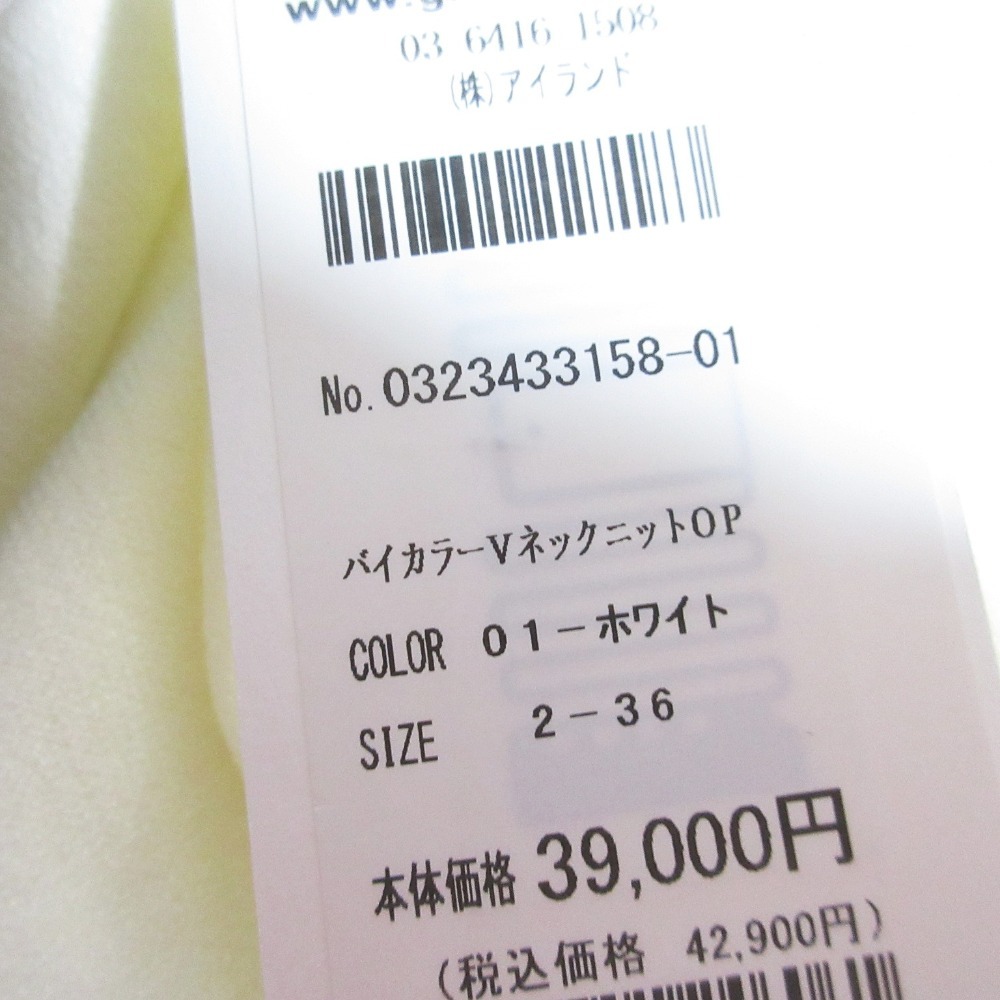 www.g
03 6416 1508
(株)アイランド
No.0323433158-01
バイカラーVネックニットOP
COLOR 01-ホワイト
SIZE 2-36
本体価格 39,000円
(税込価格 42,900円)